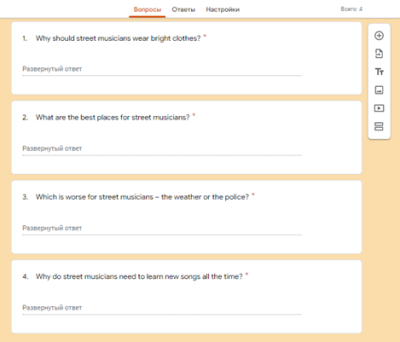 Вопросы Ответы Настройки
1. Why should street musicians wear bright clothes? *
Развернутый ответ
2. What are the best places for street musicians? *
Развернутый ответ
3. Which is worse for street musicians – the weather or the police? *
Развернутый ответ
4. Why do street musicians need to learn new songs all the time? *
Развернутый ответ